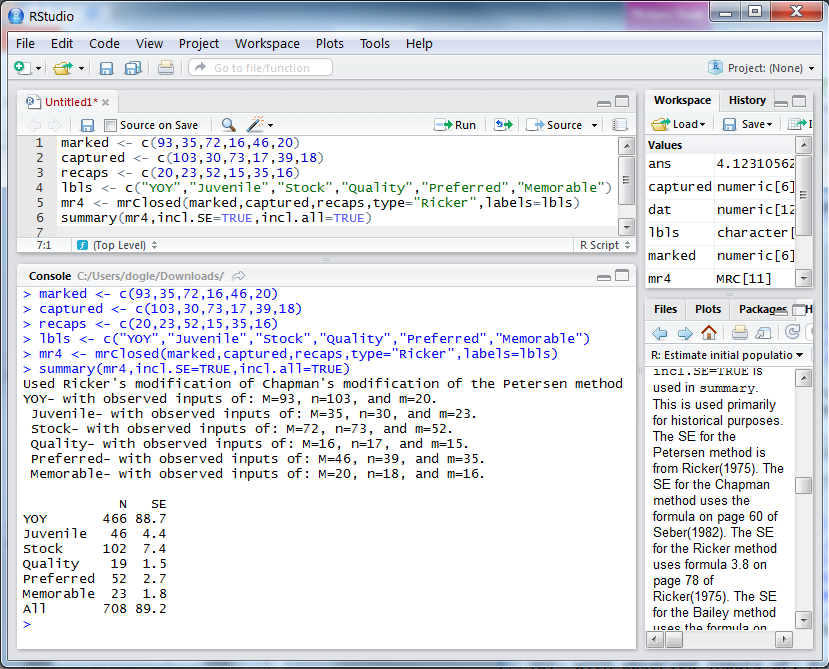 RStudio
File Edit Code View Project Workspace Plots Tools Help
Go to file/function
Project: (None)
Untitled1*
Source on Save
Run
Source
1 marked <- c(93,35,72,16,46,20)
2 captured <- c(103,30,73,17,39,18)
3 recaps <- c(20,23,52,15,35,16)
4 lbls <- c("YOY","Juvenile","Stock","Quality","Preferred","Memorable")
5 mr4 <- mrClosed(marked,captured,recaps,type="Ricker",labels=lbls)
6 summary(mr4,incl.SE=TRUE,incl.all=TRUE)
7
7:1 (Top Level) R Script
Console C:/Users/dogle/Downloads/
> marked <- c(93,35,72,16,46,20)
> captured <- c(103,30,73,17,39,18)
> recaps <- c(20,23,52,15,35,16)
> lbls <- c("YOY","Juvenile","Stock","Quality","Preferred","Memorable")
> mr4 <- mrClosed(marked,captured,recaps,type="Ricker",labels=lbls)
> summary(mr4,incl.SE=TRUE,incl.all=TRUE)
Used Ricker's modification of Chapman's modification of the Petersen method
YOY- with observed inputs of: M=93, n=103, and m=20.
Juvenile- with observed inputs of: M=35, n=30, and m=23.
Stock- with observed inputs of: M=72, n=73, and m=52.
Quality- with observed inputs of: M=16, n=17, and m=15.
Preferred- with observed inputs of: M=46, n=39, and m=35.
Memorable- with observed inputs of: M=20, n=18, and m=16.
N SE
YOY 466 88.7
Juvenile 46 4.4
Stock 102 7.4
Quality 19 1.5
Preferred 52 2.7
Memorable 23 1.8
All 708 89.2
>
Workspace History
Load Save I
Values
ans 4.12310562
captured numeric[6]
dat numeric[12
lbls character[
marked numeric[6]
mr4 MRC[11]
Files Plots Packages H
R: Estimate initial populatio
incl.SE=TRUE is
used in summary.
This is used primarily
for historical purposes.
The SE for the
Petersen method is
from Ricker(1975). The
SE for the Chapman
method uses the
formula on page 60 of
Seber(1982). The SE
for the Ricker method
uses formula 3.8 on
page 78 of
Ricker(1975). The SE
for the Bailey method
uses the formula on